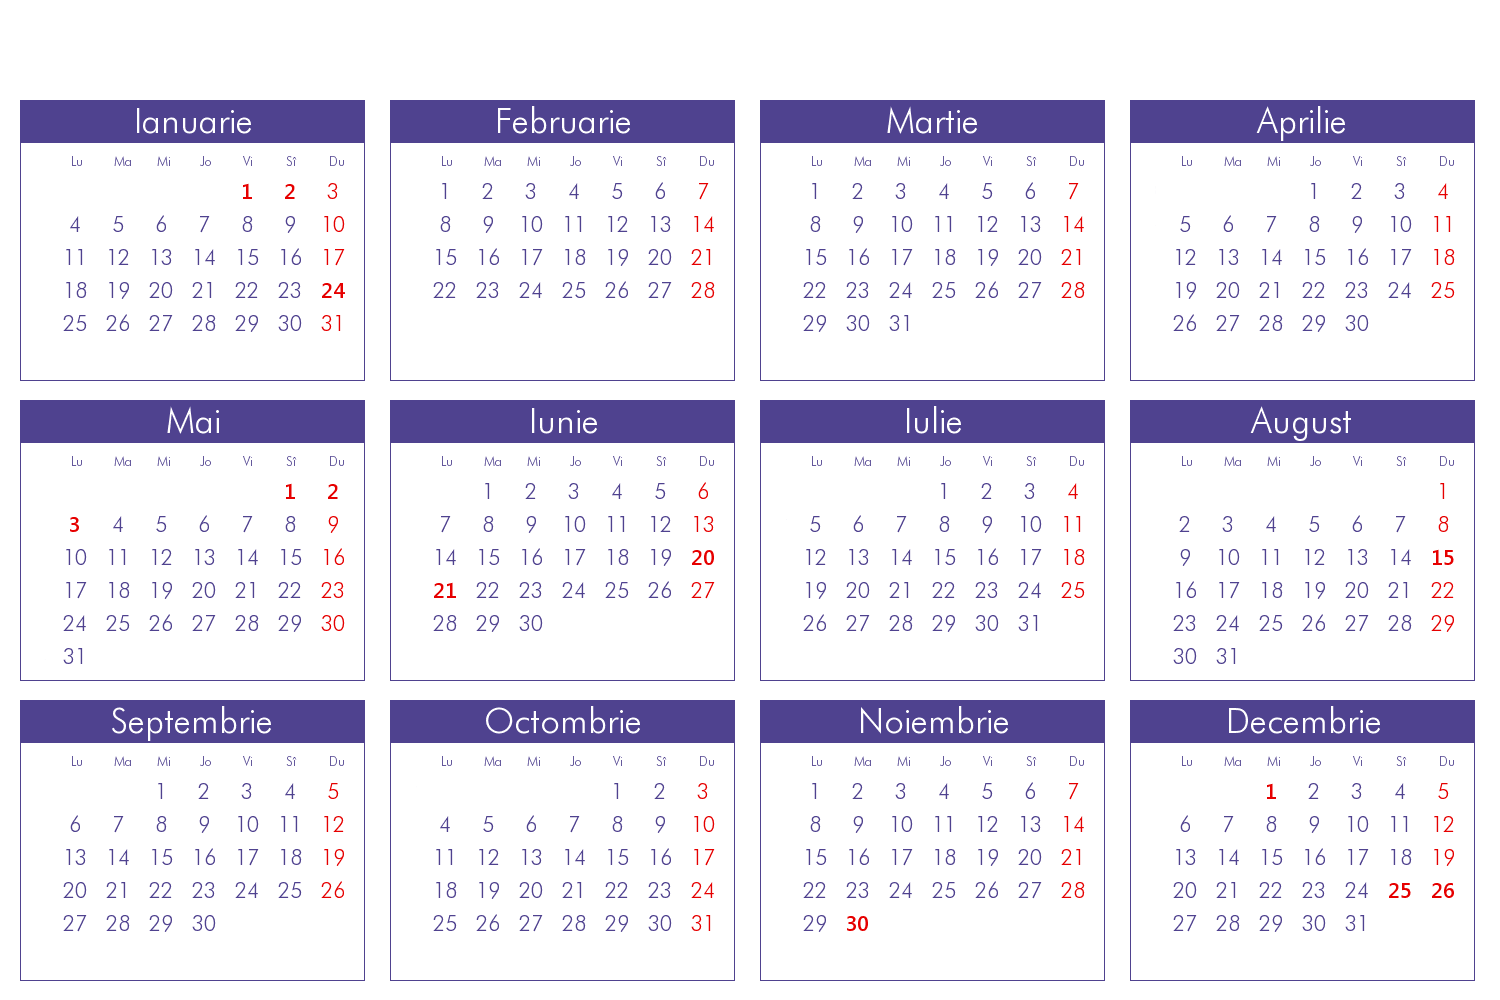 Ianuarie
Lu Ma Mi Jo Vi Sî Du
1 2 3
4 5 6 7 8 9 10
11 12 13 14 15 16 17
18 19 20 21 22 23 24
25 26 27 28 29 30 31
Februarie
Lu Ma Mi Jo Vi Sî Du
1 2 3 4 5 6 7
8 9 10 11 12 13 14
15 16 17 18 19 20 21
22 23 24 25 26 27 28
Martie
Lu Ma Mi Jo Vi Sî Du
1 2 3 4 5 6 7
8 9 10 11 12 13 14
15 16 17 18 19 20 21
22 23 24 25 26 27 28
29 30 31
Aprilie
Lu Ma Mi Jo Vi Sî Du
1 2 3 4
5 6 7 8 9 10 11
12 13 14 15 16 17 18
19 20 21 22 23 24 25
26 27 28 29 30
Mai
Lu Ma Mi Jo Vi Sî Du
1 2
3 4 5 6 7 8 9
10 11 12 13 14 15 16
17 18 19 20 21 22 23
24 25 26 27 28 29 30
31
Iunie
Lu Ma Mi Jo Vi Sî Du
1 2 3 4 5 6
7 8 9 10 11 12 13
14 15 16 17 18 19 20
21 22 23 24 25 26 27
28 29 30
Iulie
Lu Ma Mi Jo Vi Sî Du
1 2 3 4
5 6 7 8 9 10 11
12 13 14 15 16 17 18
19 20 21 22 23 24 25
26 27 28 29 30 31
August
Lu Ma Mi Jo Vi Sî Du
1
2 3 4 5 6 7 8
9 10 11 12 13 14 15
16 17 18 19 20 21 22
23 24 25 26 27 28 29
30 31
Septembrie
Lu Ma Mi Jo Vi Sî Du
1 2 3 4 5
6 7 8 9 10 11 12
13 14 15 16 17 18 19
20 21 22 23 24 25 26
27 28 29 30
Octombrie
Lu Ma Mi Jo Vi Sî Du
1 2 3
4 5 6 7 8 9 10
11 12 13 14 15 16 17
18 19 20 21 22 23 24
25 26 27 28 29 30 31
Noiembrie
Lu Ma Mi Jo Vi Sî Du
1 2 3 4 5 6 7
8 9 10 11 12 13 14
15 16 17 18 19 20 21
22 23 24 25 26 27 28
29 30
Decembrie
Lu Ma Mi Jo Vi Sî Du
1 2 3 4 5
6 7 8 9 10 11 12
13 14 15 16 17 18 19
20 21 22 23 24 25 26
27 28 29 30 31